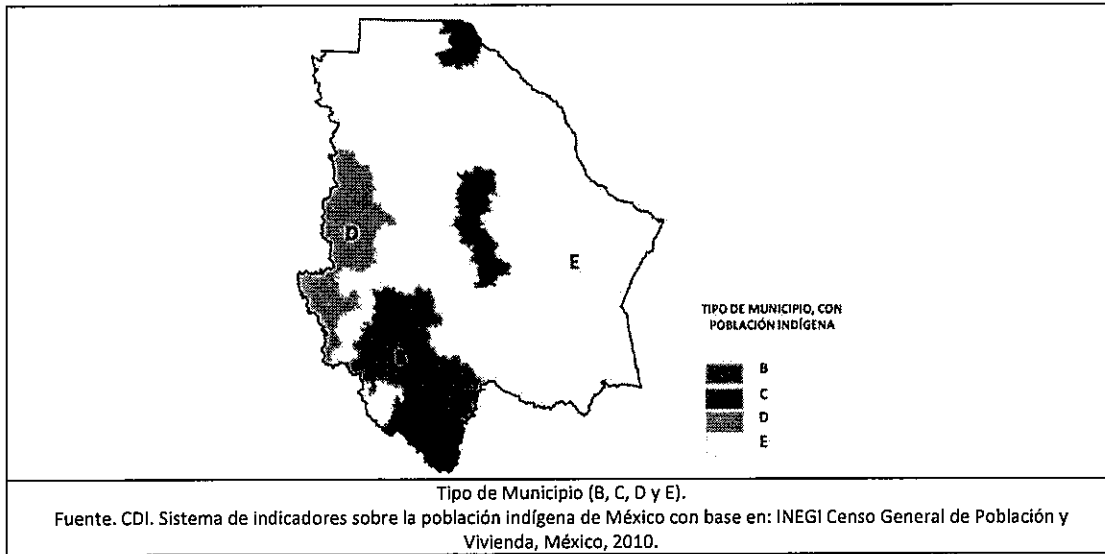 D
E
TIPO DE MUNICIPIO, CON
POBLACIÓN INDÍGENA
B
C
D
E
Tipo de Municipio (B, C, D y E).
Fuente. CDI. Sistema de indicadores sobre la población indígena de México con base en: INEGI Censo General de Población y
Vivienda, México, 2010.